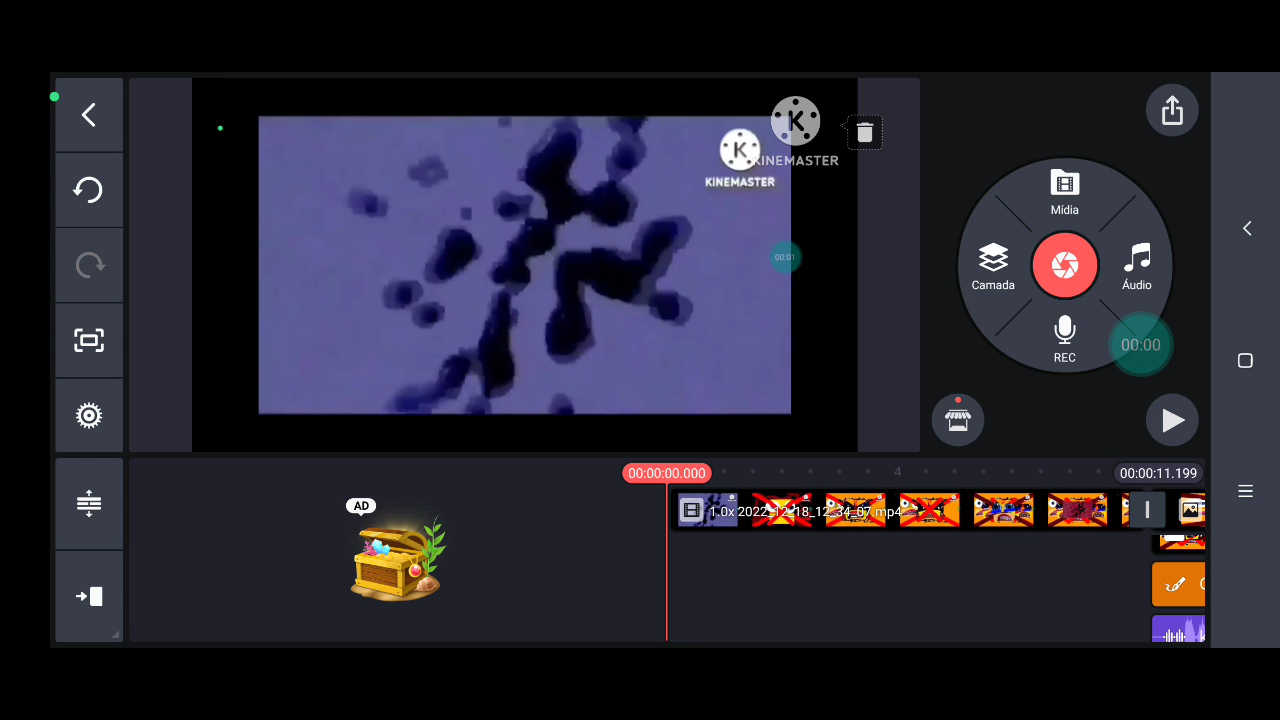 K
KINEMASTER
K
KINEMASTER
00:01
Mídia
Camada
Áudio
REC
00:00
AD
00:00:00.000
4
00:00:11.199
1.0x 2022_12_18_12_34_07.mp4